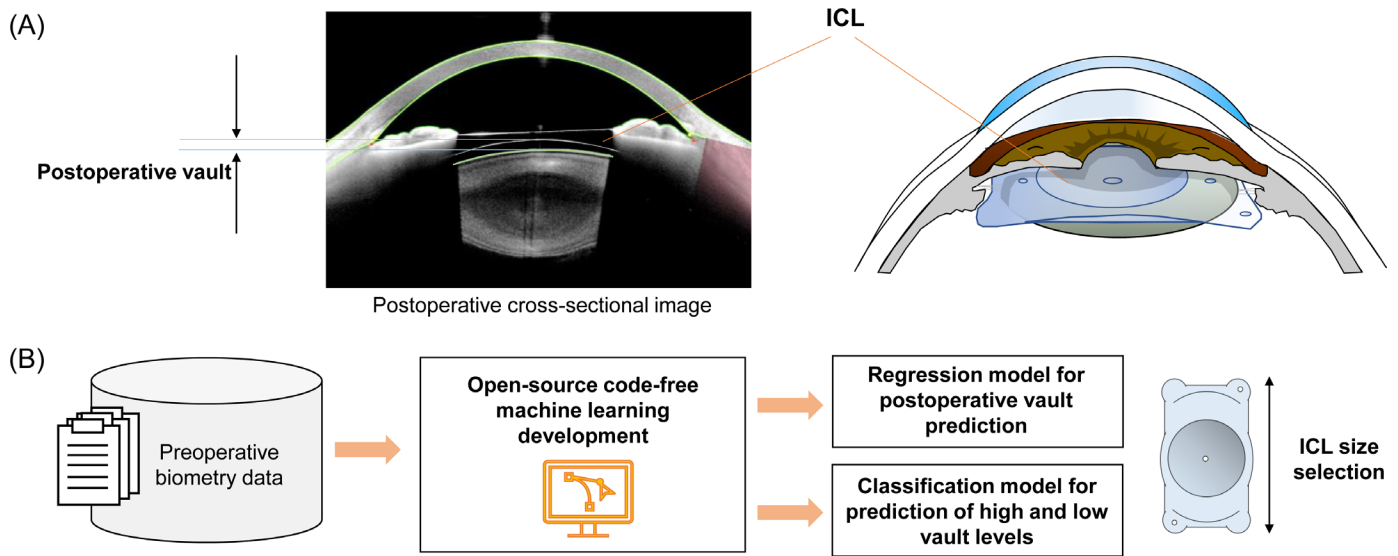 (A)
ICL
Postoperative vault
Postoperative cross-sectional image
(B)
Preoperative
biometry data
Open-source code-free
machine learning
development
Regression model for
postoperative vault
prediction
Classification model for
prediction of high and low
vault levels
ICL size
selection